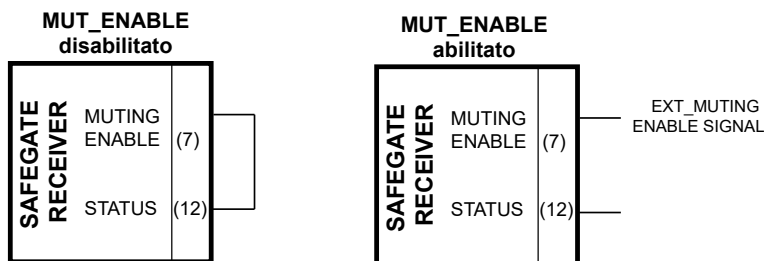 MUT_ENABLE
disabilitato
SAFEGATE
RECEIVER
MUTING
ENABLE
(7)
STATUS
(12)
MUT_ENABLE
abilitato
SAFEGATE
RECEIVER
MUTING
ENABLE
(7)
STATUS
(12)
EXT_MUTING
ENABLE SIGNAL